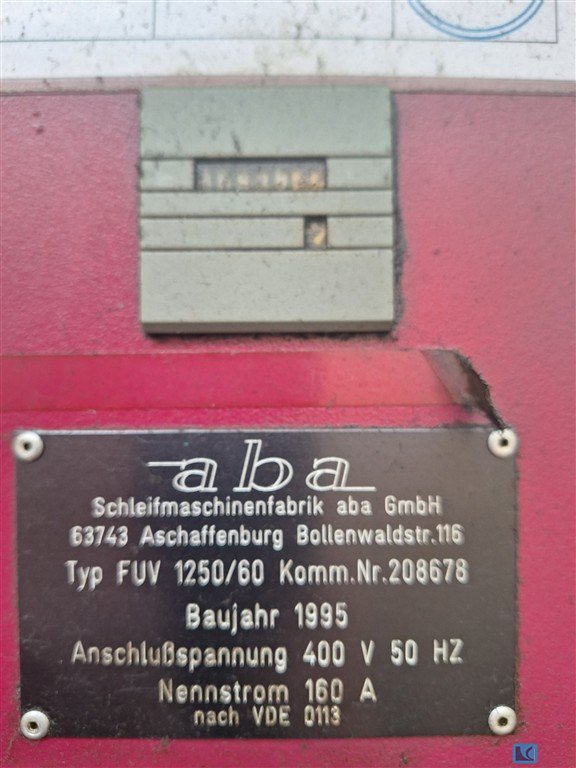 aba
Schleifmaschinenfabrik aba GmbH
63743 Aschaffenburg Bollenwaldstr.116
Typ FUV 1250/60 Komm.Nr.208678
Baujahr 1995
Anschlußspannung 400 V 50 HZ
Nennstrom 160 A
nach VDE 0113